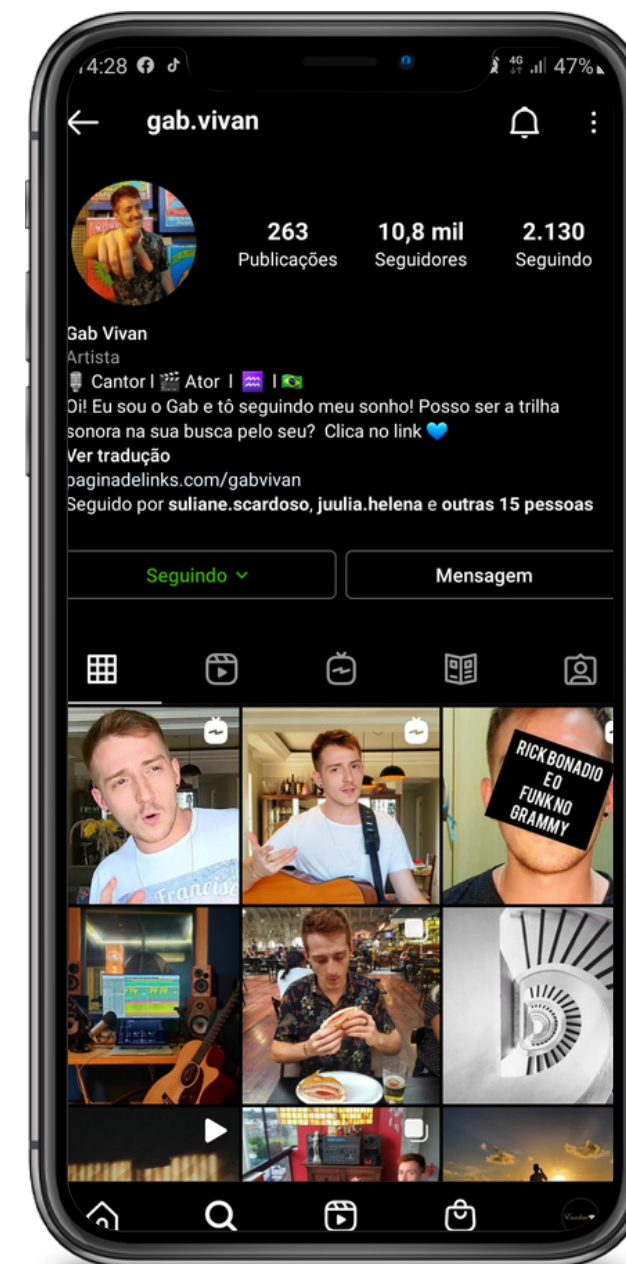 4:28 4G 47%
gab.vivan
263 10,8 mil 2.130
Publicações Seguidores Seguindo
Gab Vivan
Artista
Cantor I Ator I I
Oi! Eu sou o Gab e tô seguindo meu sonho! Posso ser a trilha
sonora na sua busca pelo seu? Clica no link
Ver tradução
paginadelinks.com/gabvivan
Seguido por suliane.scardoso, juulia.helena e outras 15 pessoas
Seguindo Mensagem
RICK BONADIO
E O
FUNK NO
GRAMMY
Francisc